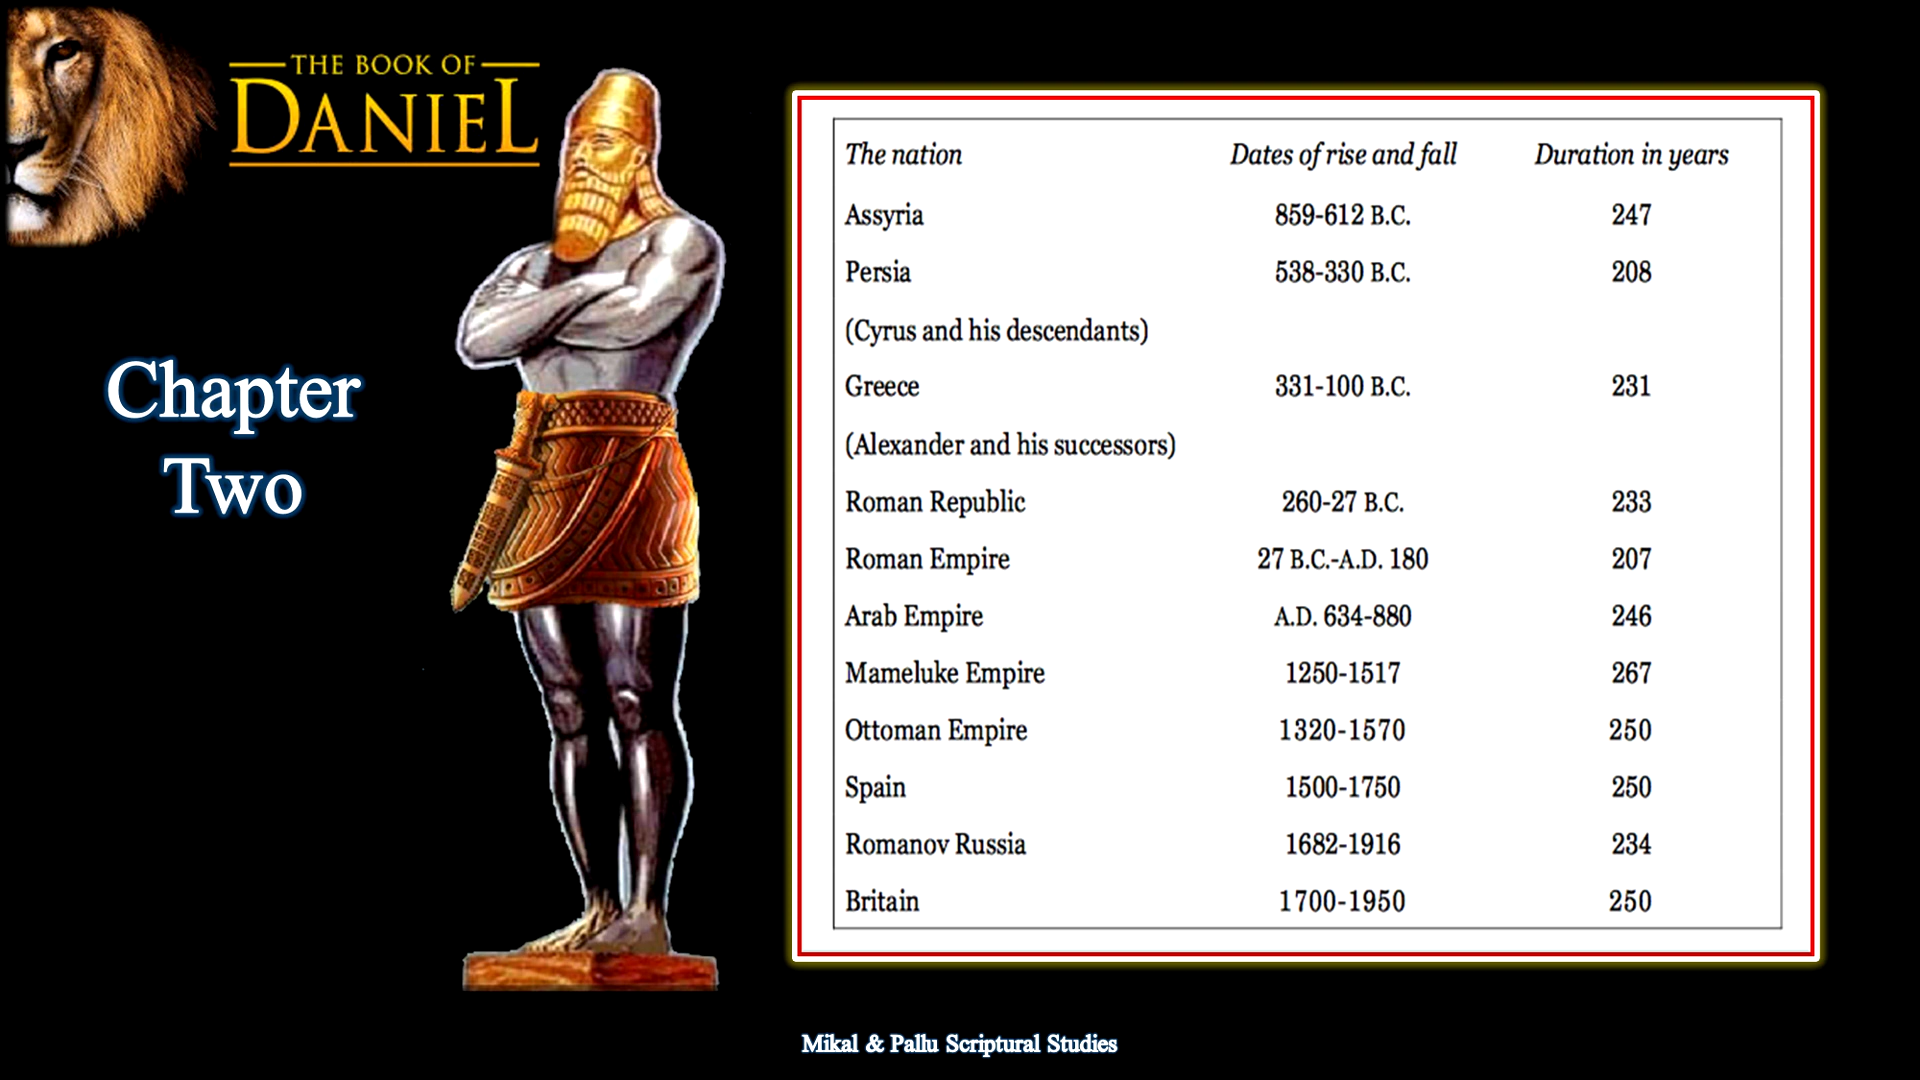 THE BOOK OF
DANIEL
Chapter
Two
The nation Dates of rise and fall Duration in years
Assyria 859-612 B.C. 247
Persia 538-330 B.C. 208
(Cyrus and his descendants)
Greece 331-100 B.C. 231
(Alexander and his successors)
Roman Republic 260-27 B.C. 233
Roman Empire 27 B.C.-A.D. 180 207
Arab Empire A.D. 634-880 246
Mameluke Empire 1250-1517 267
Ottoman Empire 1320-1570 250
Spain 1500-1750 250
Romanov Russia 1682-1916 234
Britain 1700-1950 250
Mikal & Pallu Scriptural Studies